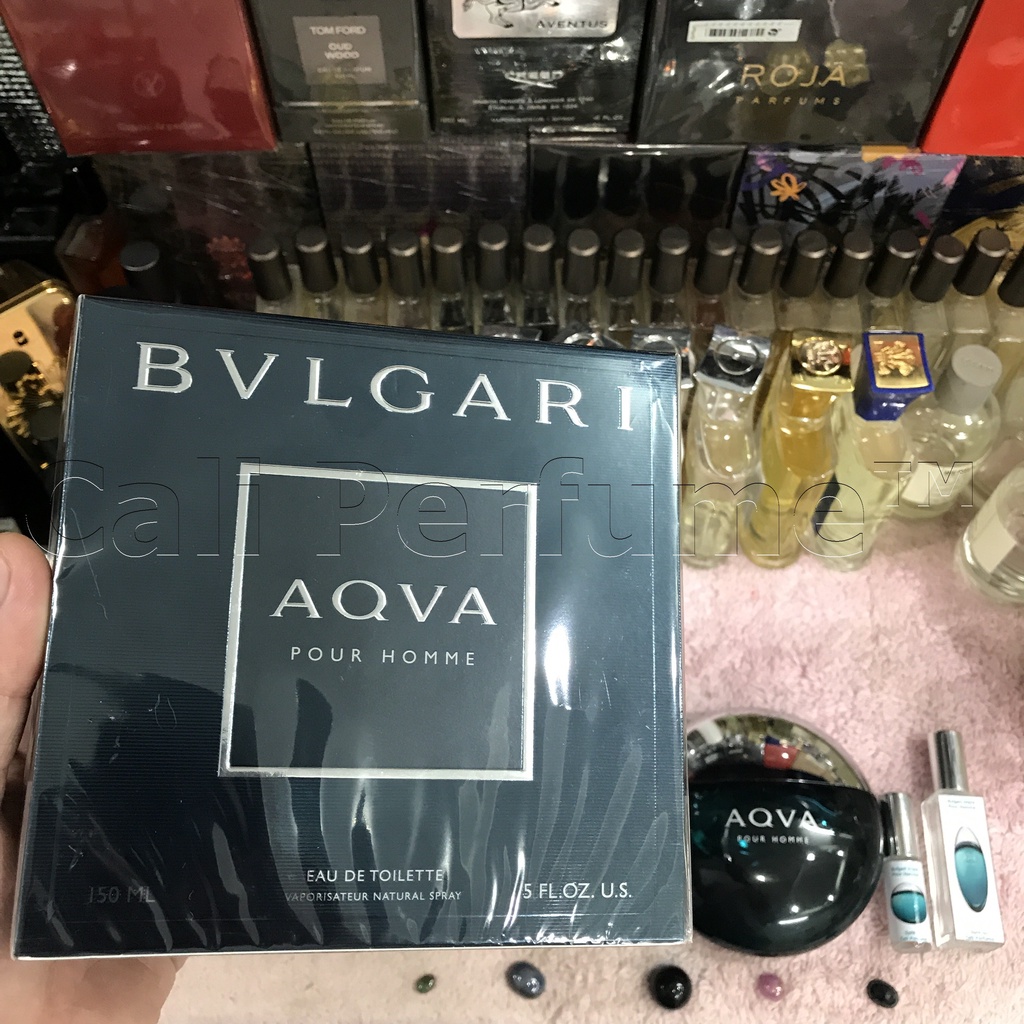 TOM FORD
OUD WOOD
AVENTUS
CREED
ROJA
PARFUMS
BVLGARI
AQVA
POUR HOMME
EAU DE TOILETTE
VAPORISATEUR NATURAL SPRAY
150 ML
5 FL.OZ. U.S.
Cali Perfume™
AQVA
POUR HOMME